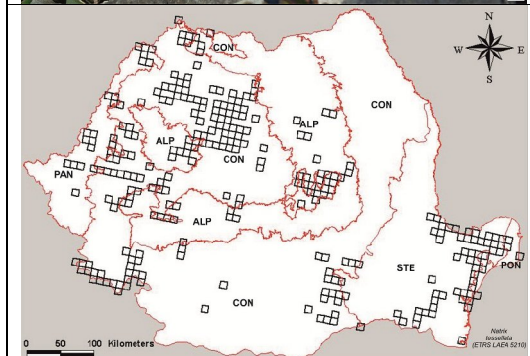 N
W E
S
CON
CON
ALP
ALP
CON
PAN
ALP
STE
PON
CON
0 50 100 Kilometers
Natrix
tessellata
(ETRS LAEA 5210)